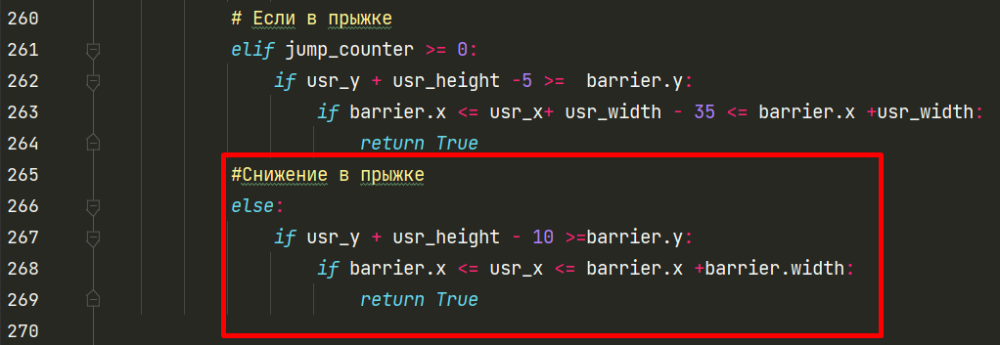 260 # Если в прыжке
261 elif jump_counter >= 0:
262 if usr_y + usr_height -5 >=  barrier.y:
263 if barrier.x <= usr_x+ usr_width - 35 <= barrier.x +usr_width:
264 return True
265 #Снижение в прыжке
266 else:
267 if usr_y + usr_height - 10 >=barrier.y:
268 if barrier.x <= usr_x <= barrier.x +barrier.width:
269 return True
270